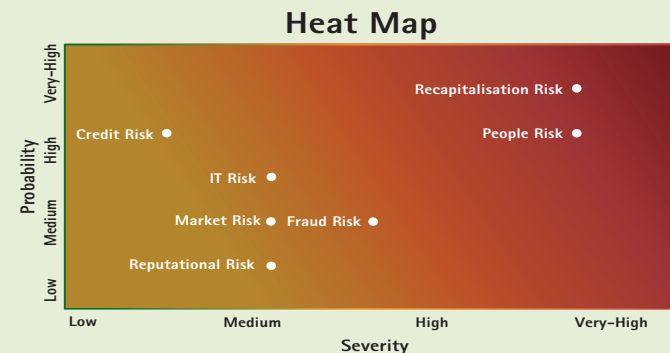 Heat Map
Very-High
Recapitalisation Risk
Credit Risk
People Risk
High
IT Risk
Probability
Market Risk
Fraud Risk
Medium
Reputational Risk
Low
Low
Medium
High
Very-High
Severity